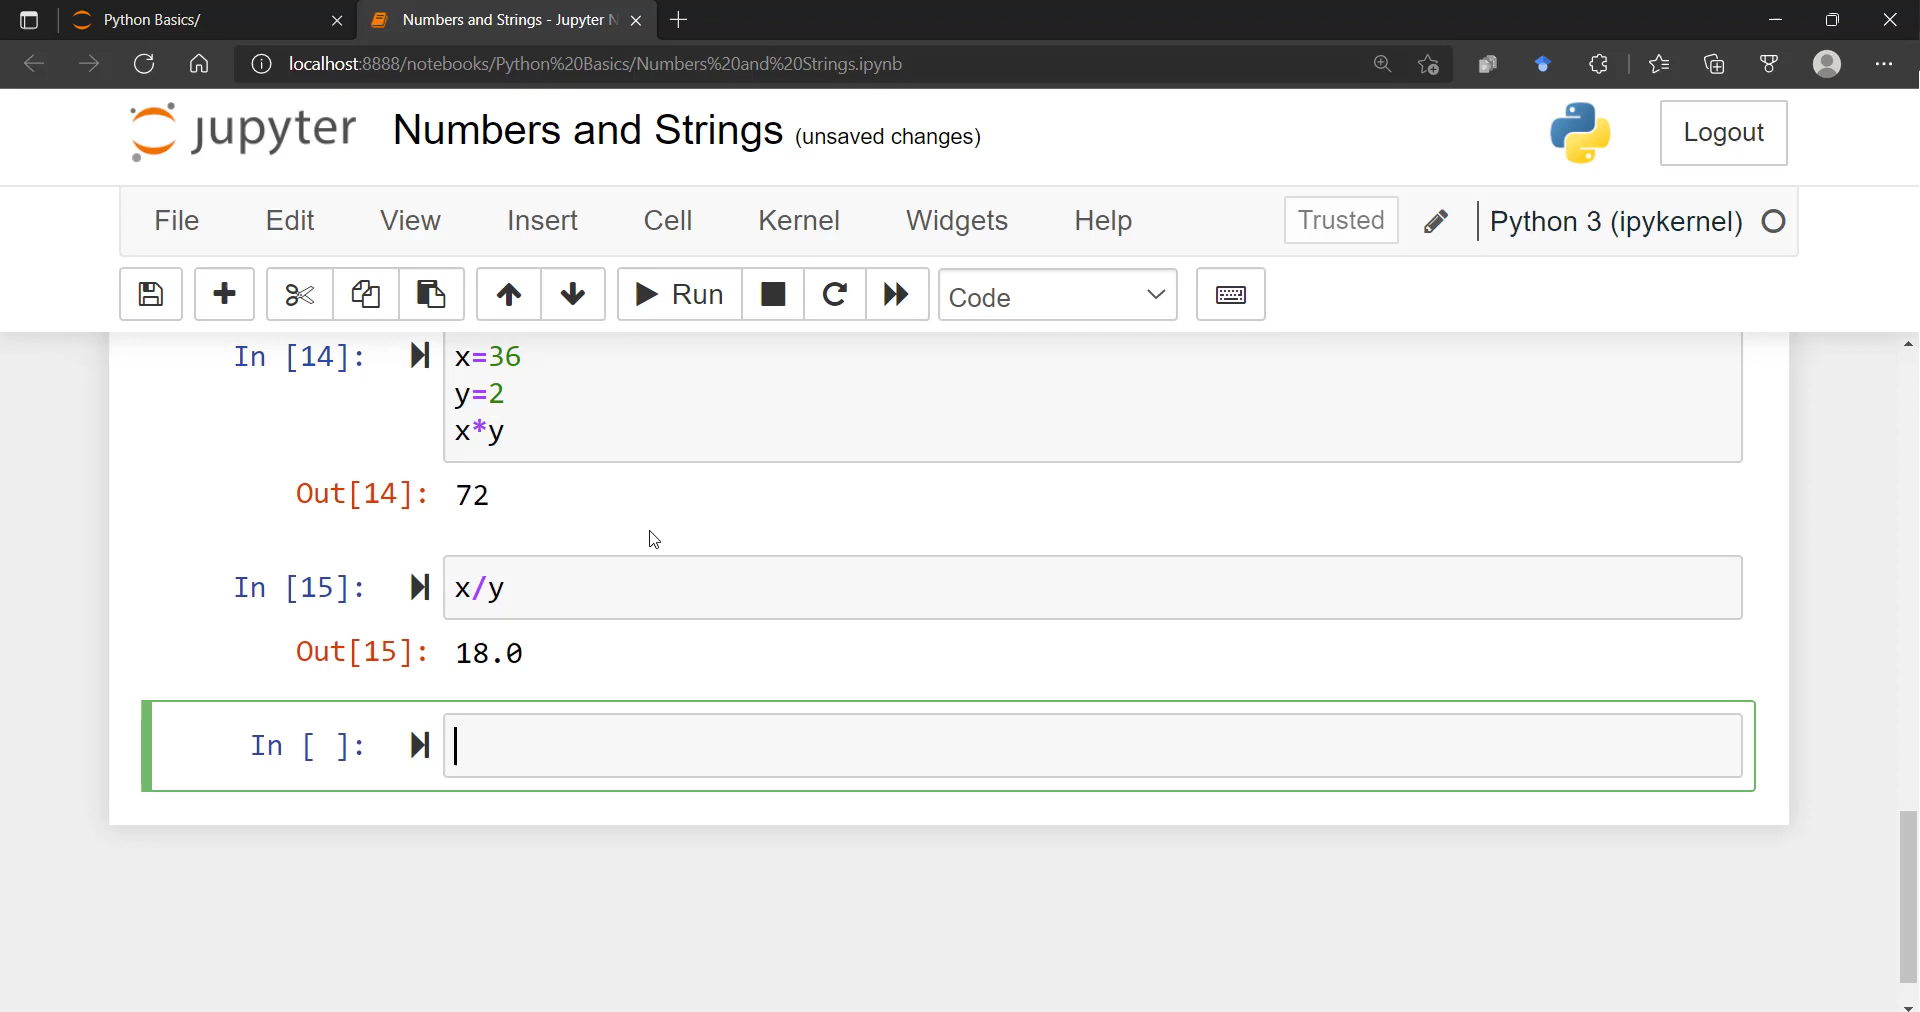 Python Basics/
Numbers and Strings - Jupyter N
localhost:8888/notebooks/Python%20Basics/Numbers%20and%20Strings.ipynb
jupyter Numbers and Strings (unsaved changes)
Logout
File Edit View Insert Cell Kernel Widgets Help
Trusted
Python 3 (ipykernel)
Run
Code
In [14]: x=36
y=2
x*y
Out[14]: 72
In [15]: x/y
Out[15]: 18.0
In [ ]: